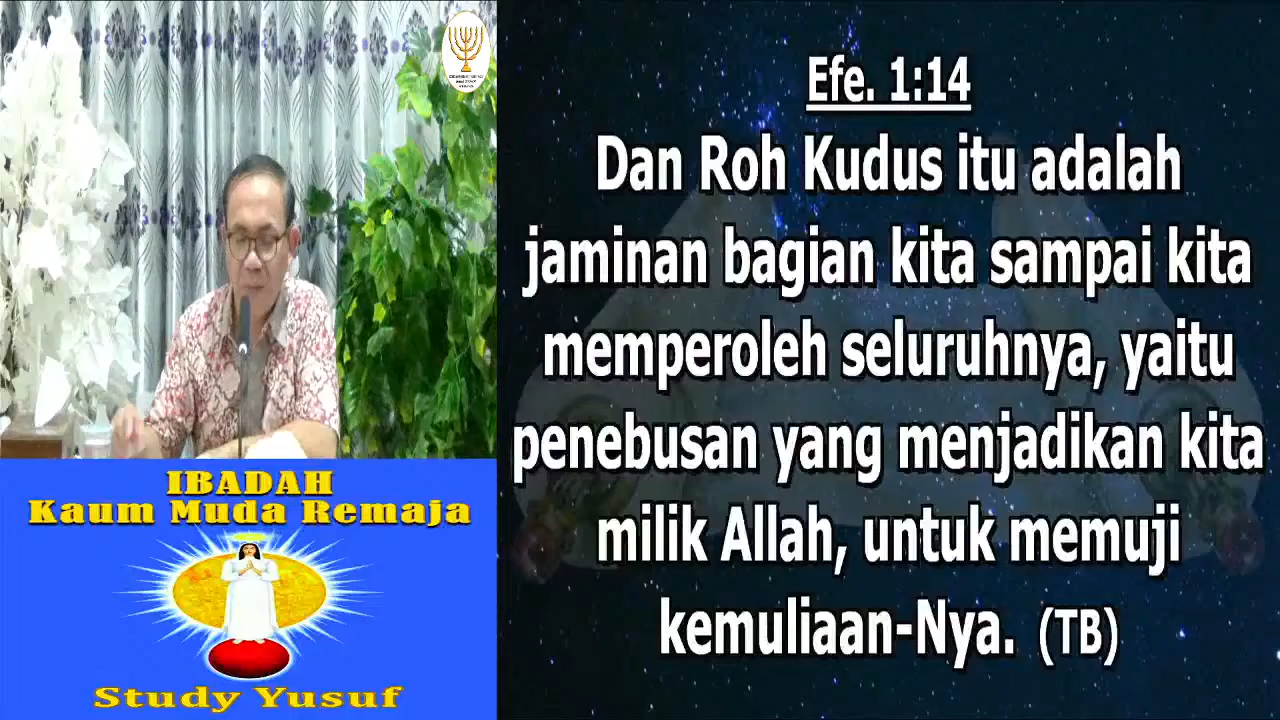 Efe. 1:14
Dan Roh Kudus itu adalah
jaminan bagian kita sampai kita
memperoleh seluruhnya, yaitu
penebusan yang menjadikan kita
milik Allah, untuk memuji
kemuliaan-Nya. (TB)
IBADAH
Kaum Muda Remaja
Study Yusuf